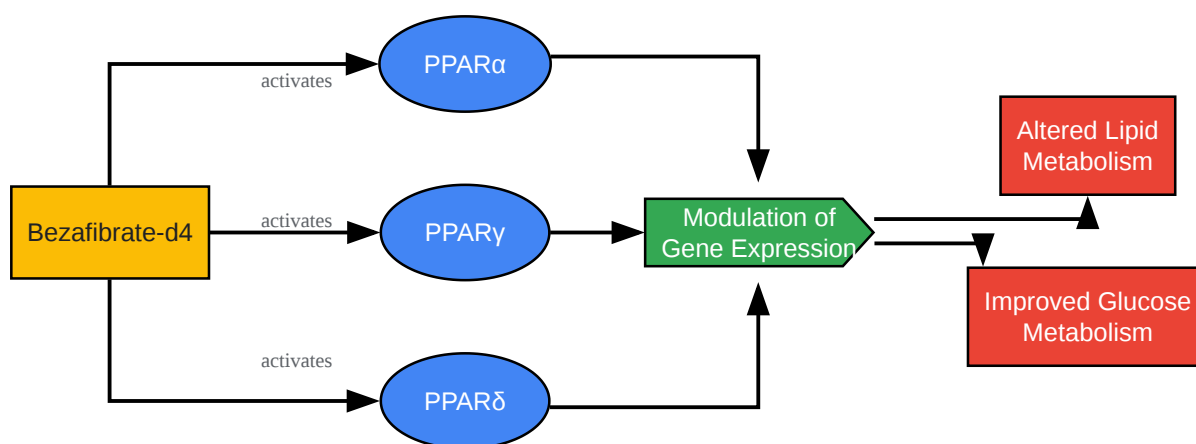 activates
PPARα
Altered Lipid
Metabolism
Bezafibrate-d4
activates
PPARγ
Modulation of
Gene Expression
Improved Glucose
Metabolism
activates
PPARδ